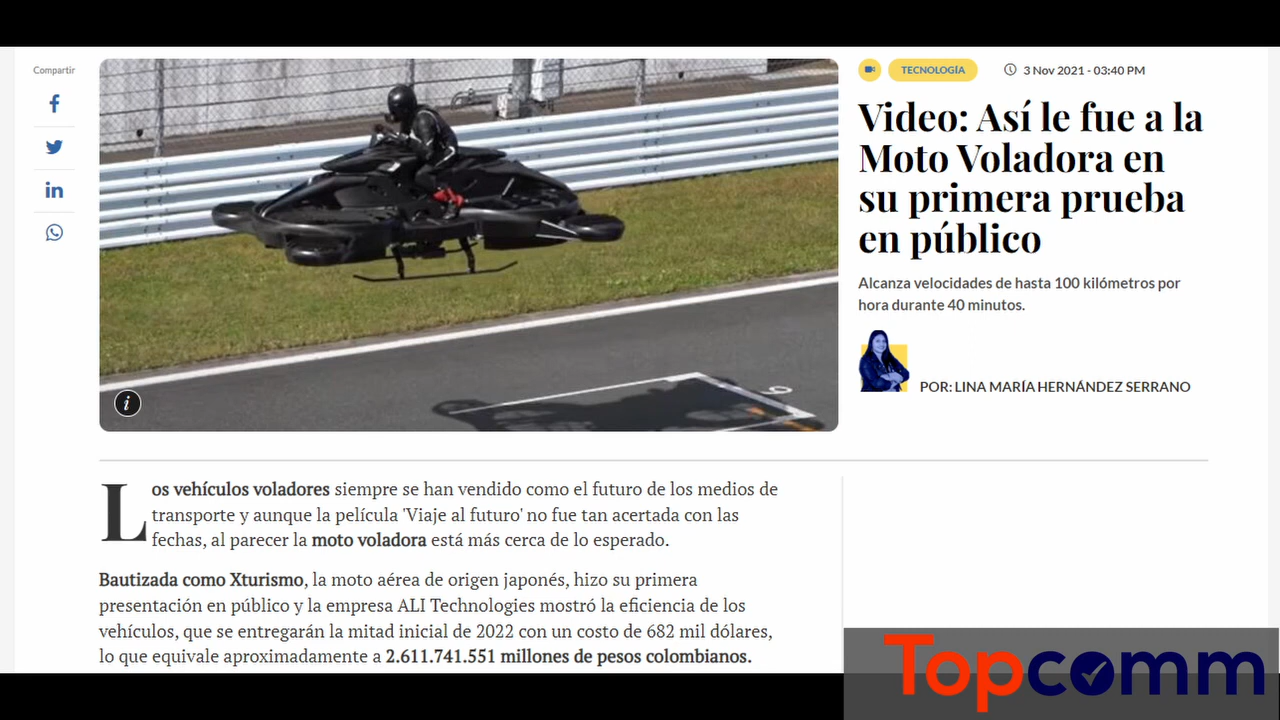 Compartir
TECNOLOGÍA
3 Nov 2021 - 03:40 PM
Video: Así le fue a la
Moto Voladora en
su primera prueba
en público
Alcanza velocidades de hasta 100 kilómetros por
hora durante 40 minutos.
POR: LINA MARÍA HERNÁNDEZ SERRANO
Los vehículos voladores siempre se han vendido como el futuro de los medios de
transporte y aunque la película 'Viaje al futuro' no fue tan acertada con las
fechas, al parecer la moto voladora está más cerca de lo esperado.
Bautizada como Xturismo, la moto aérea de origen japonés, hizo su primera
presentación en público y la empresa ALI Technologies mostró la eficiencia de los
vehículos, que se entregarán la mitad inicial de 2022 con un costo de 682 mil dólares,
lo que equivale aproximadamente a 2.611.741.551 millones de pesos colombianos.
Topcomm